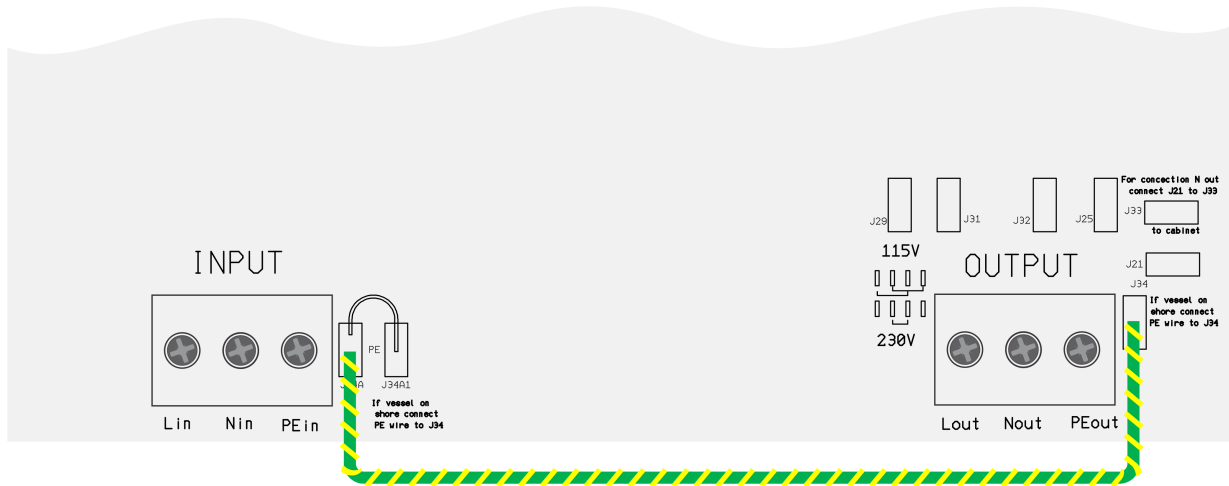 For concection N out
connect J21 to J33
J29
J31
J32
J25
J33
to cabinet
115V
INPUT
OUTPUT
J21
J34
If vessel on
shore connect
PE wire to J34
230V
PE
J34A1
If vessel on
shore connect
PE wire to J34
Lin
Nin
PEin
Lout
Nout
PEout